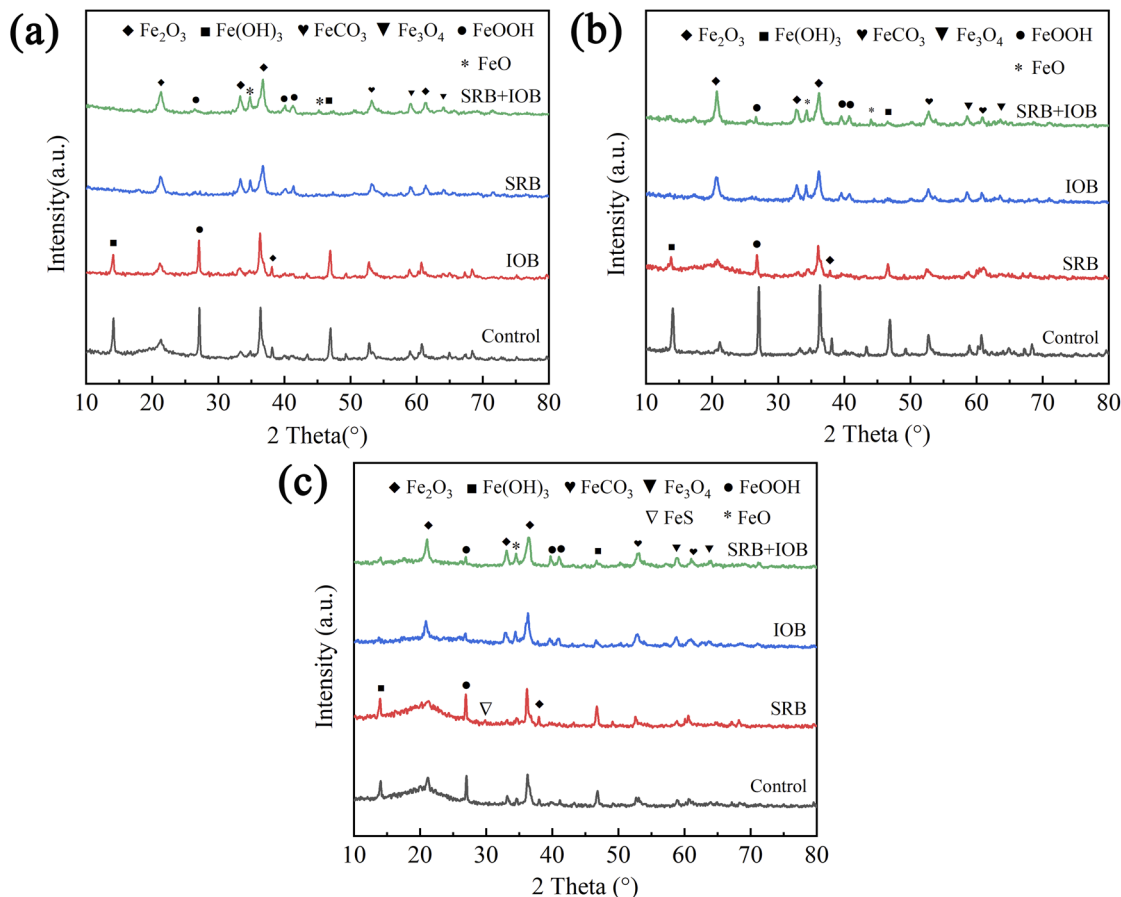 (a)
◆ Fe₂O₃ ■ Fe(OH)₃ ♥ FeCO₃ ▼ Fe₃O₄ ● FeOOH
* FeO
SRB+IOB
SRB
IOB
Control
Intensity(a.u.)
10 20 30 40 50 60 70 80
2 Theta(°)
(b)
◆ Fe₂O₃ ■ Fe(OH)₃ ♥ FeCO₃ ▼ Fe₃O₄ ● FeOOH
* FeO
SRB+IOB
IOB
SRB
Control
Intensity (a.u.)
10 20 30 40 50 60 70 80
2 Theta (°)
(c)
◆ Fe₂O₃ ■ Fe(OH)₃ ♥ FeCO₃ ▼ Fe₃O₄ ● FeOOH
▽ FeS * FeO
SRB+IOB
IOB
SRB
Control
Intensity (a.u.)
10 20 30 40 50 60 70 80
2 Theta (°)